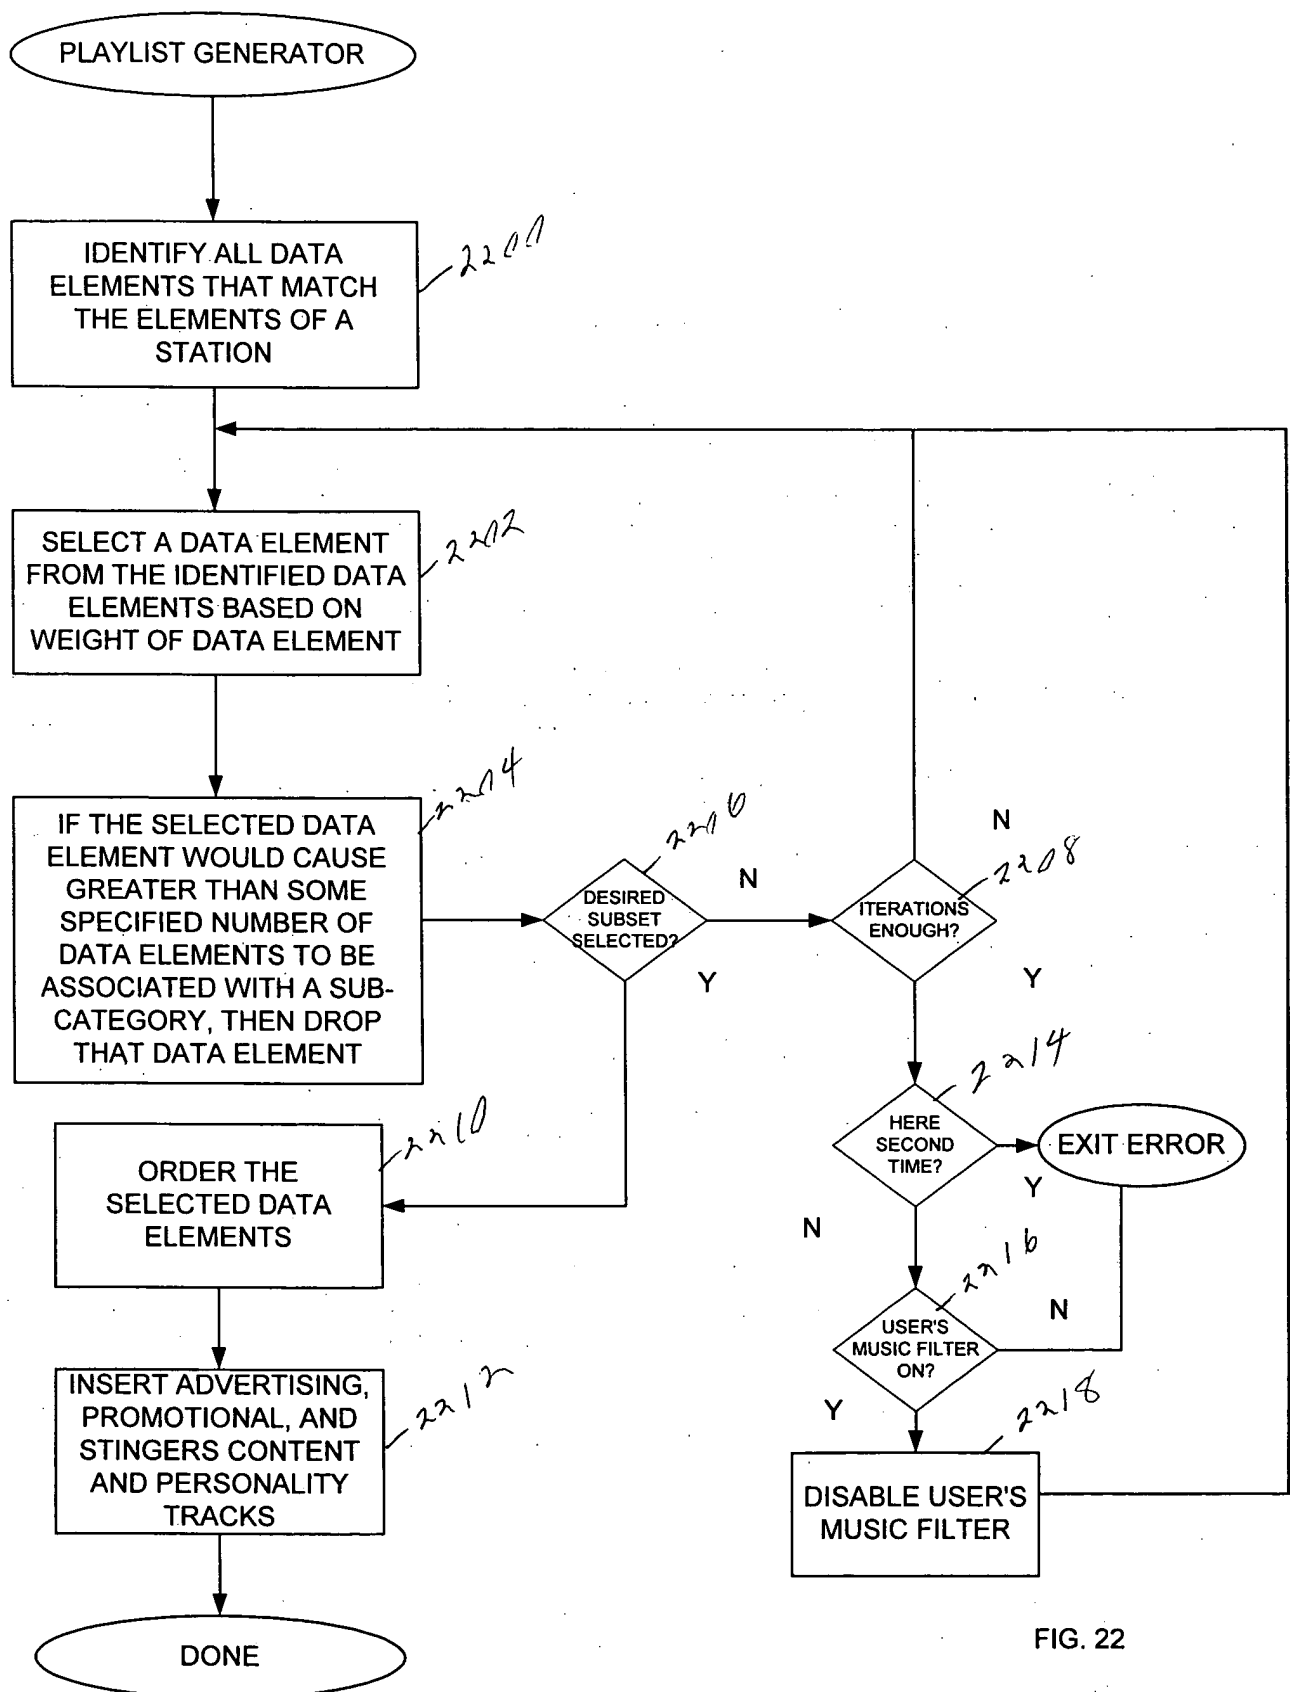 PLAYLIST GENERATOR
IDENTIFY ALL DATA
ELEMENTS THAT MATCH
THE ELEMENTS OF A
STATION
2200
SELECT A DATA ELEMENT
FROM THE IDENTIFIED DATA
ELEMENTS BASED ON
WEIGHT OF DATA ELEMENT
2202
IF THE SELECTED DATA
ELEMENT WOULD CAUSE
GREATER THAN SOME
SPECIFIED NUMBER OF
DATA ELEMENTS TO BE
ASSOCIATED WITH A SUB-
CATEGORY, THEN DROP
THAT DATA ELEMENT
2204
DESIRED
SUBSET
SELECTED?
2206
N
Y
ITERATIONS
ENOUGH?
2208
N
Y
ORDER THE
SELECTED DATA
ELEMENTS
2210
HERE
SECOND
TIME?
2214
Y
N
EXIT ERROR
USER'S
MUSIC FILTER
ON?
2216
N
Y
INSERT ADVERTISING,
PROMOTIONAL, AND
STINGERS CONTENT
AND PERSONALITY
TRACKS
2212
DISABLE USER'S
MUSIC FILTER
2218
DONE
FIG. 22